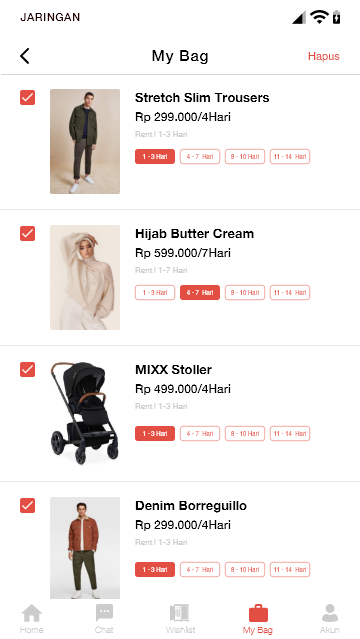 JARINGAN
My Bag
Hapus
Stretch Slim Trousers
Rp 299.000/4Hari
Rent I 1-3 Hari
1 - 3 Hari 4 - 7 Hari 8 - 10 Hari 11 - 14 Hari
Hijab Butter Cream
Rp 599.000/7Hari
Rent I 1-7 Hari
1 - 3 Hari 4 - 7 Hari 8 - 10 Hari 11 - 14 Hari
MIXX Stoller
Rp 499.000/4Hari
Rent I 1-3 Hari
1 - 3 Hari 4 - 7 Hari 8 - 10 Hari 11 - 14 Hari
Denim Borreguillo
Rp 299.000/4Hari
Rent I 1-3 Hari
1 - 3 Hari 4 - 7 Hari 8 - 10 Hari 11 - 14 Hari
Home Chat Wishlist My Bag Akun